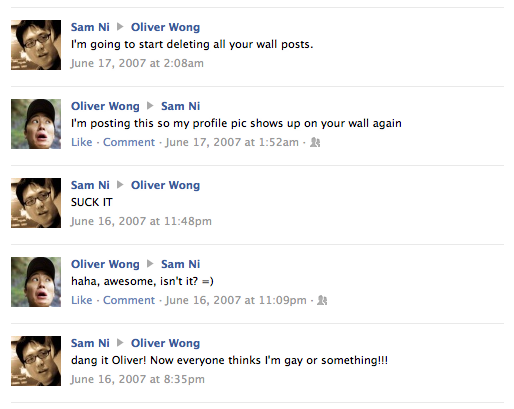 Sam Ni ▶ Oliver Wong
I'm going to start deleting all your wall posts.
June 17, 2007 at 2:08am
Oliver Wong ▶ Sam Ni
I'm posting this so my profile pic shows up on your wall again
Like · Comment · June 17, 2007 at 1:52am ·
Sam Ni ▶ Oliver Wong
SUCK IT
June 16, 2007 at 11:48pm
Oliver Wong ▶ Sam Ni
haha, awesome, isn't it? =)
Like · Comment · June 16, 2007 at 11:09pm ·
Sam Ni ▶ Oliver Wong
dang it Oliver! Now everyone thinks I'm gay or something!!!
June 16, 2007 at 8:35pm